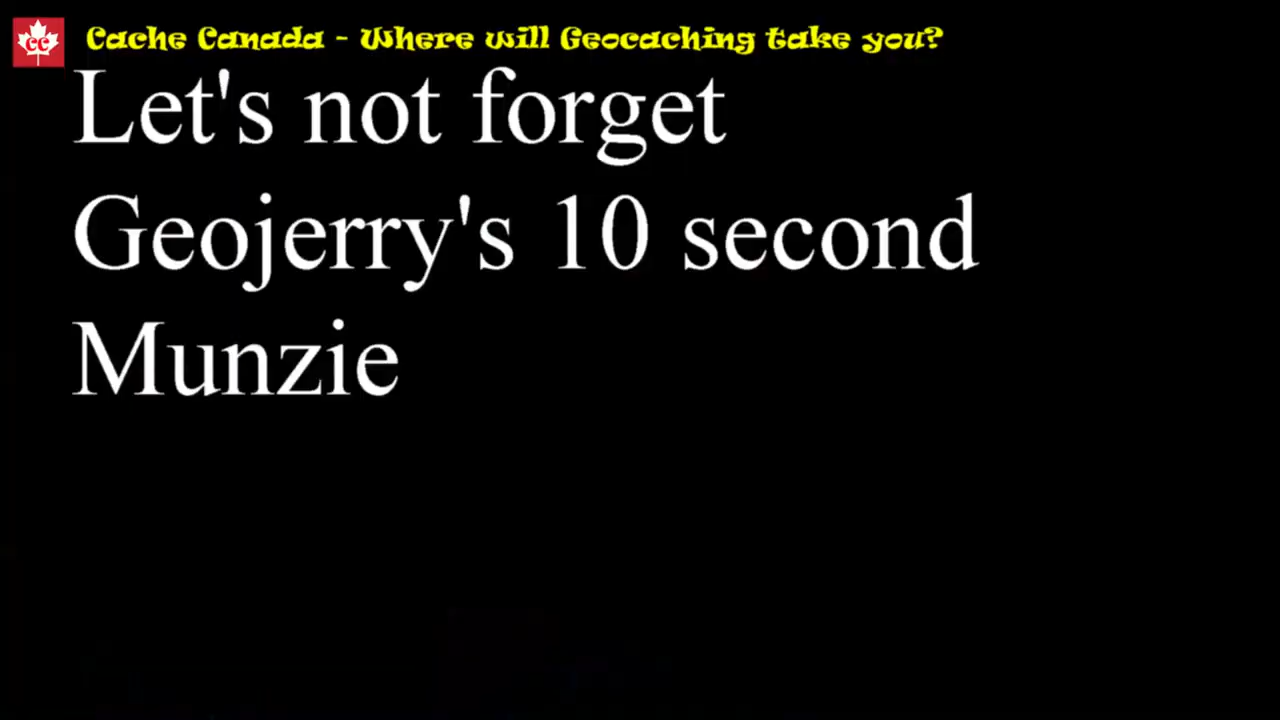 CC
Cache Canada - Where will Geocaching take you?
Let's not forget
Geojerry's 10 second
Munzie